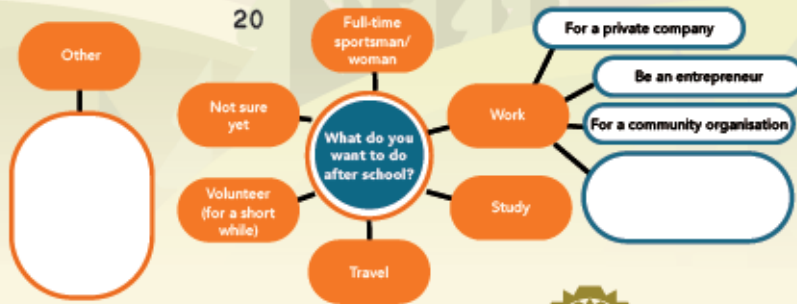 20
Other
Full-time
sportsman/
woman
Not sure
yet
Volunteer
(for a short
while)
What do you
want to do
after school?
Travel
Work
Study
For a private company
Be an entrepreneur
For a community organisation